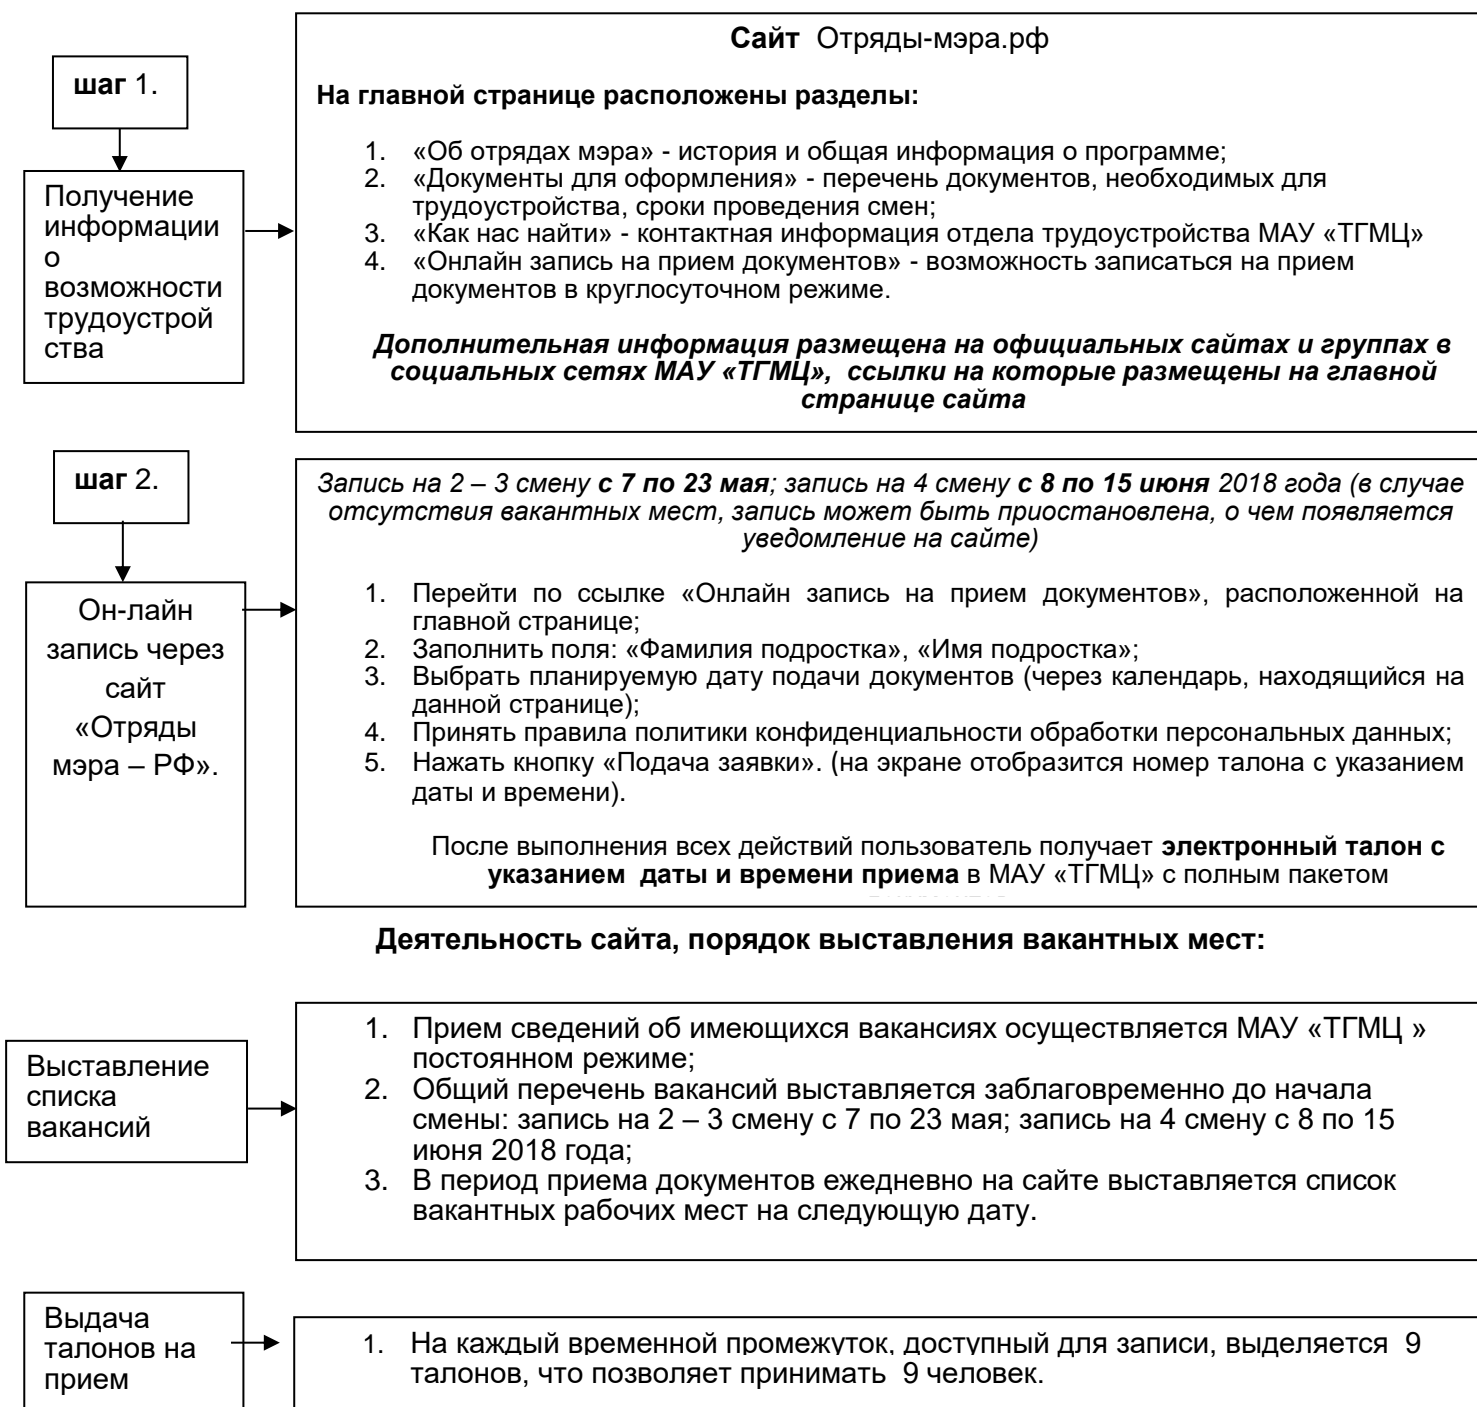 шаг 1.
Получение
информации
о
возможности
трудоустрой
ства
Сайт Отряды-мэра.рф
На главной странице расположены разделы:
1. «Об отрядах мэра» - история и общая информация о программе;
2. «Документы для оформления» - перечень документов, необходимых для
трудоустройства, сроки проведения смен;
3. «Как нас найти» - контактная информация отдела трудоустройства МАУ «ТГМЦ»
4. «Онлайн запись на прием документов» - возможность записаться на прием
документов в круглосуточном режиме.
Дополнительная информация размещена на официальных сайтах и группах в
социальных сетях МАУ «ТГМЦ», ссылки на которые размещены на главной
странице сайта
шаг 2.
Он-лайн
запись через
сайт
«Отряды
мэра – РФ».
Запись на 2 – 3 смену с 7 по 23 мая; запись на 4 смену с 8 по 15 июня 2018 года (в случае
отсутствия вакантных мест, запись может быть приостановлена, о чем появляется
уведомление на сайте)
1. Перейти по ссылке «Онлайн запись на прием документов», расположенной на
главной странице;
2. Заполнить поля: «Фамилия подростка», «Имя подростка»;
3. Выбрать планируемую дату подачи документов (через календарь, находящийся на
данной странице);
4. Принять правила политики конфиденциальности обработки персональных данных;
5. Нажать кнопку «Подача заявки». (на экране отобразится номер талона с указанием
даты и времени).
После выполнения всех действий пользователь получает электронный талон с
указанием даты и времени приема в МАУ «ТГМЦ» с полным пакетом
Деятельность сайта, порядок выставления вакантных мест:
Выставление
списка
вакансий
1. Прием сведений об имеющихся вакансиях осуществляется МАУ «ТГМЦ »
постоянном режиме;
2. Общий перечень вакансий выставляется заблаговременно до начала
смены: запись на 2 – 3 смену с 7 по 23 мая; запись на 4 смену с 8 по 15
июня 2018 года;
3. В период приема документов ежедневно на сайте выставляется список
вакантных рабочих мест на следующую дату.
Выдача
талонов на
прием
1. На каждый временной промежуток, доступный для записи, выделяется 9
талонов, что позволяет принимать 9 человек.